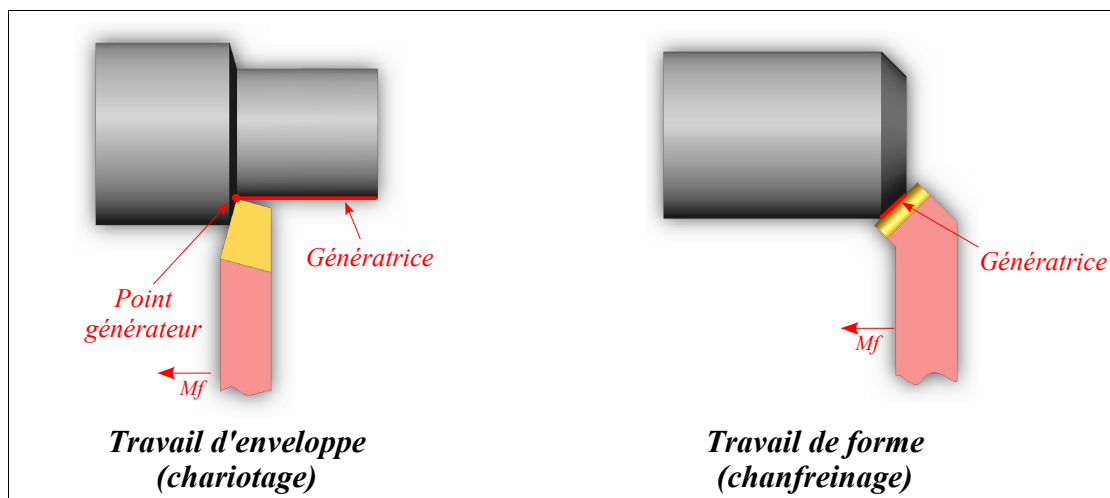 Point
générateur
Génératrice
Mf
Travail d'enveloppe
(chariotage)
Génératrice
Mf
Travail de forme
(chanfreinage)